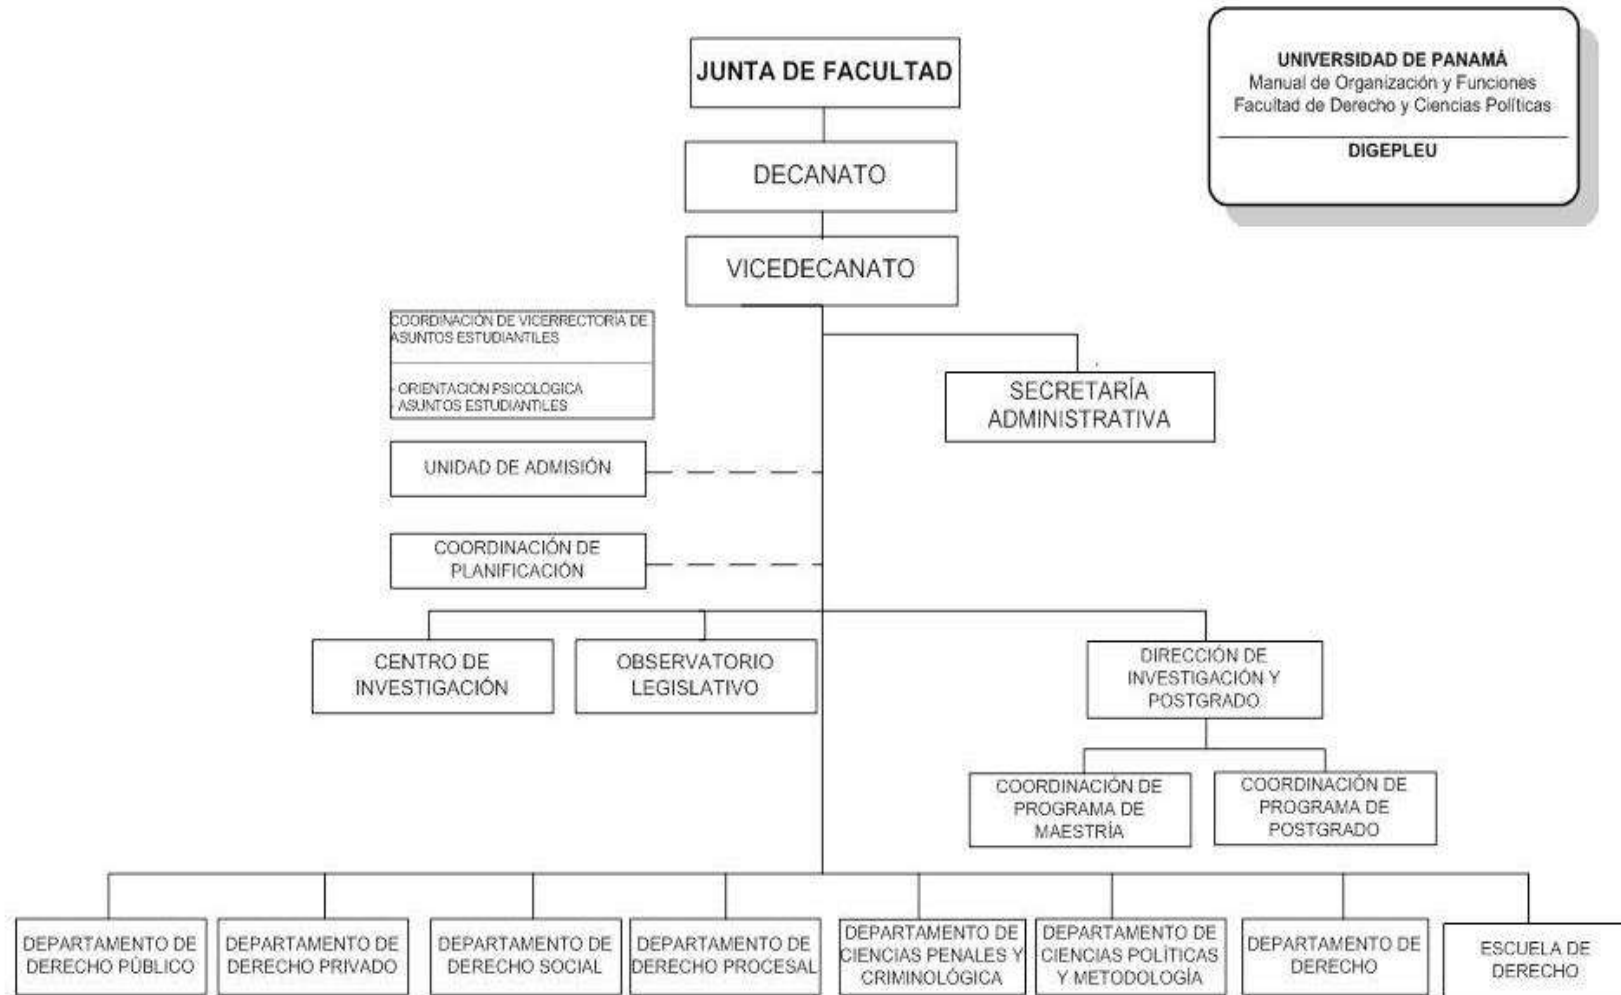 JUNTA DE FACULTAD
UNIVERSIDAD DE PANAMÁ
Manual de Organización y Funciones
Facultad de Derecho y Ciencias Políticas
DIGEPLEU
DECANATO
VICEDECANATO
COORDINACIÓN DE VICERRECTORIA DE
ASUNTOS ESTUDIANTILES
- ORIENTACIÓN PSICOLÓGICA
- ASUNTOS ESTUDIANTILES
SECRETARÍA
ADMINISTRATIVA
UNIDAD DE ADMISIÓN
COORDINACIÓN DE
PLANIFICACIÓN
CENTRO DE
INVESTIGACIÓN
OBSERVATORIO
LEGISLATIVO
DIRECCIÓN DE
INVESTIGACIÓN Y
POSTGRADO
COORDINACIÓN DE
PROGRAMA DE
MAESTRÍA
COORDINACIÓN DE
PROGRAMA DE
POSTGRADO
DEPARTAMENTO DE
DERECHO PÚBLICO
DEPARTAMENTO DE
DERECHO PRIVADO
DEPARTAMENTO DE
DERECHO SOCIAL
DEPARTAMENTO DE
DERECHO PROCESAL
DEPARTAMENTO DE
CIENCIAS PENALES Y
CRIMINOLÓGICA
DEPARTAMENTO DE
CIENCIAS POLÍTICAS
Y METODOLOGÍA
DEPARTAMENTO DE
DERECHO
ESCUELA DE
DERECHO